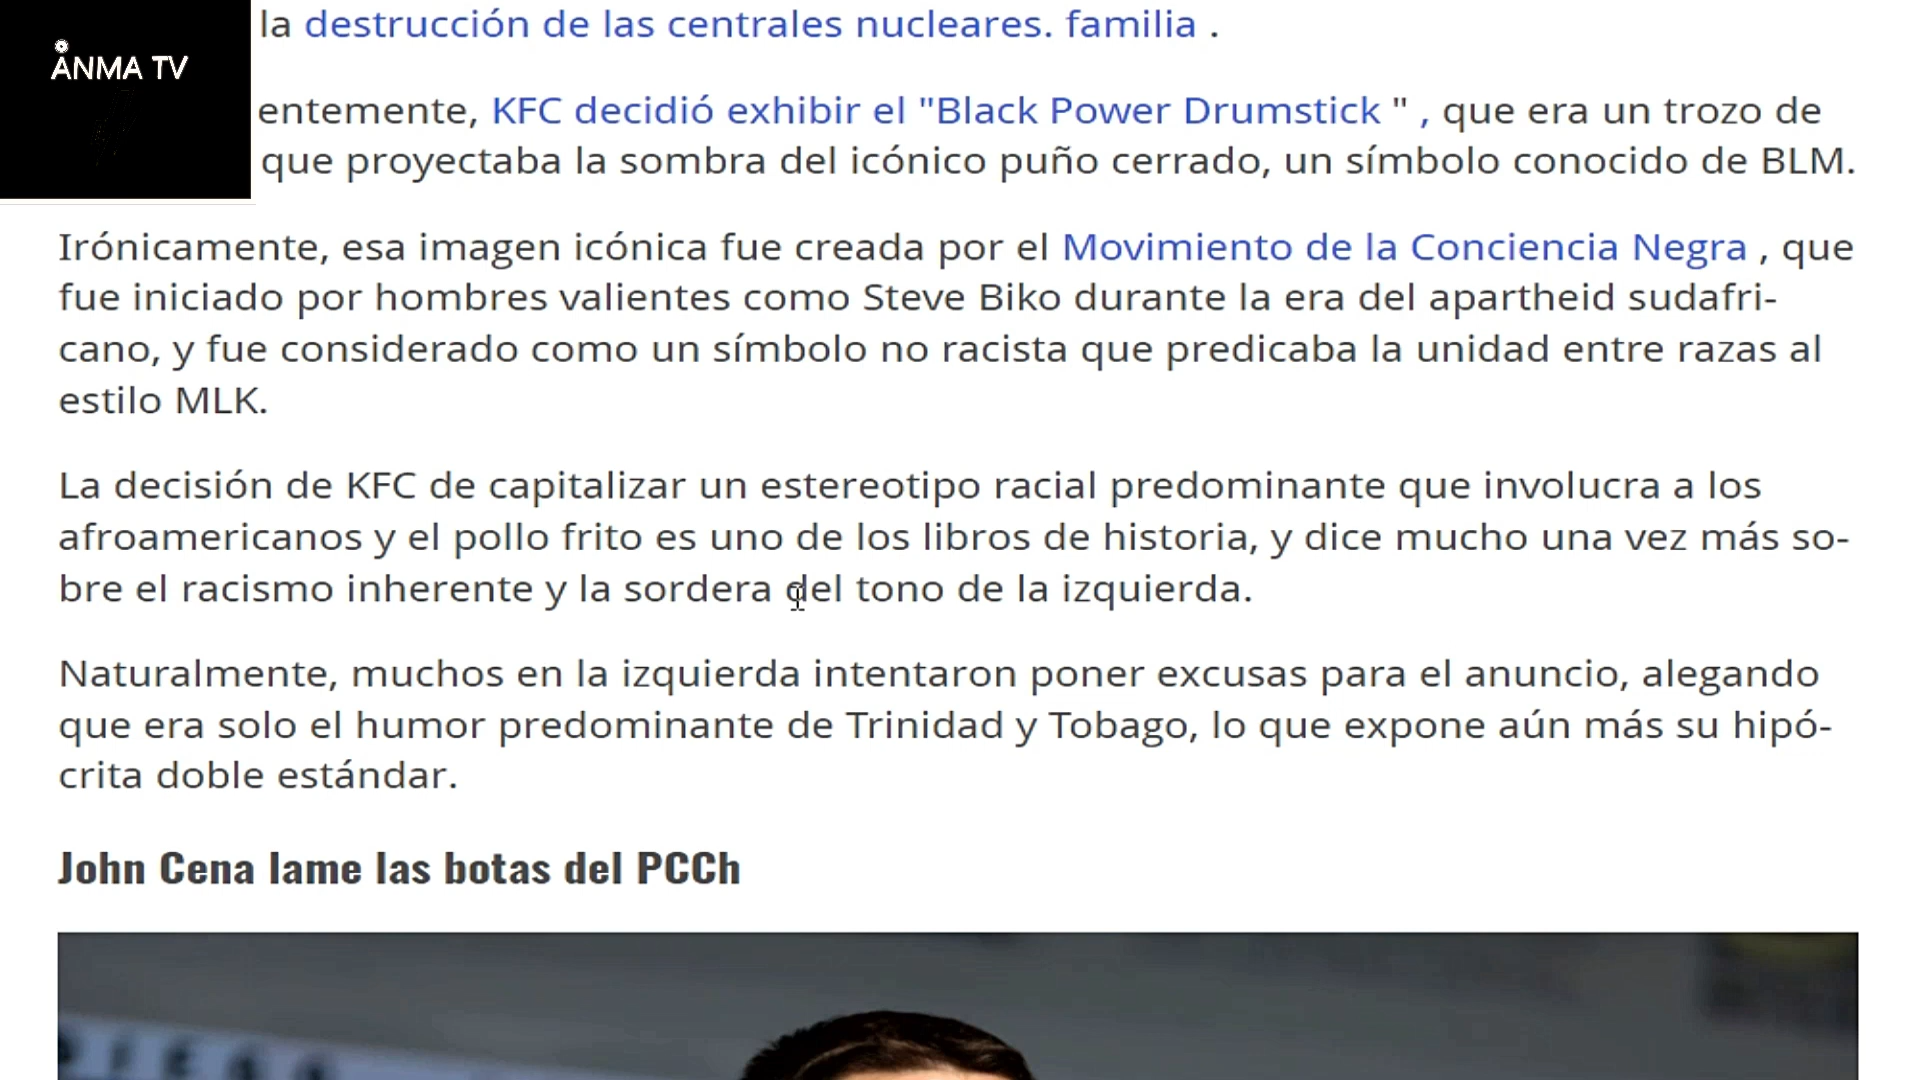 ANMA TV
la destrucción de las centrales nucleares. familia .
entemente, KFC decidió exhibir el "Black Power Drumstick " , que era un trozo de
que proyectaba la sombra del icónico puño cerrado, un símbolo conocido de BLM.
Irónicamente, esa imagen icónica fue creada por el Movimiento de la Conciencia Negra , que
fue iniciado por hombres valientes como Steve Biko durante la era del apartheid sudafri-
cano, y fue considerado como un símbolo no racista que predicaba la unidad entre razas al
estilo MLK.
La decisión de KFC de capitalizar un estereotipo racial predominante que involucra a los
afroamericanos y el pollo frito es uno de los libros de historia, y dice mucho una vez más so-
bre el racismo inherente y la sordera del tono de la izquierda.
Naturalmente, muchos en la izquierda intentaron poner excusas para el anuncio, alegando
que era solo el humor predominante de Trinidad y Tobago, lo que expone aún más su hipó-
crita doble estándar.
John Cena lame las botas del PCCh